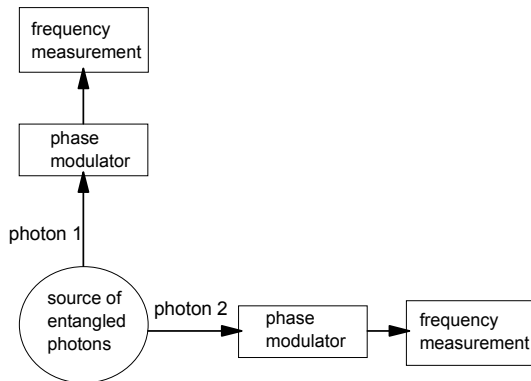 frequency
measurement
phase
modulator
photon 1
source of
entangled
photons
photon 2
phase
modulator
frequency
measurement